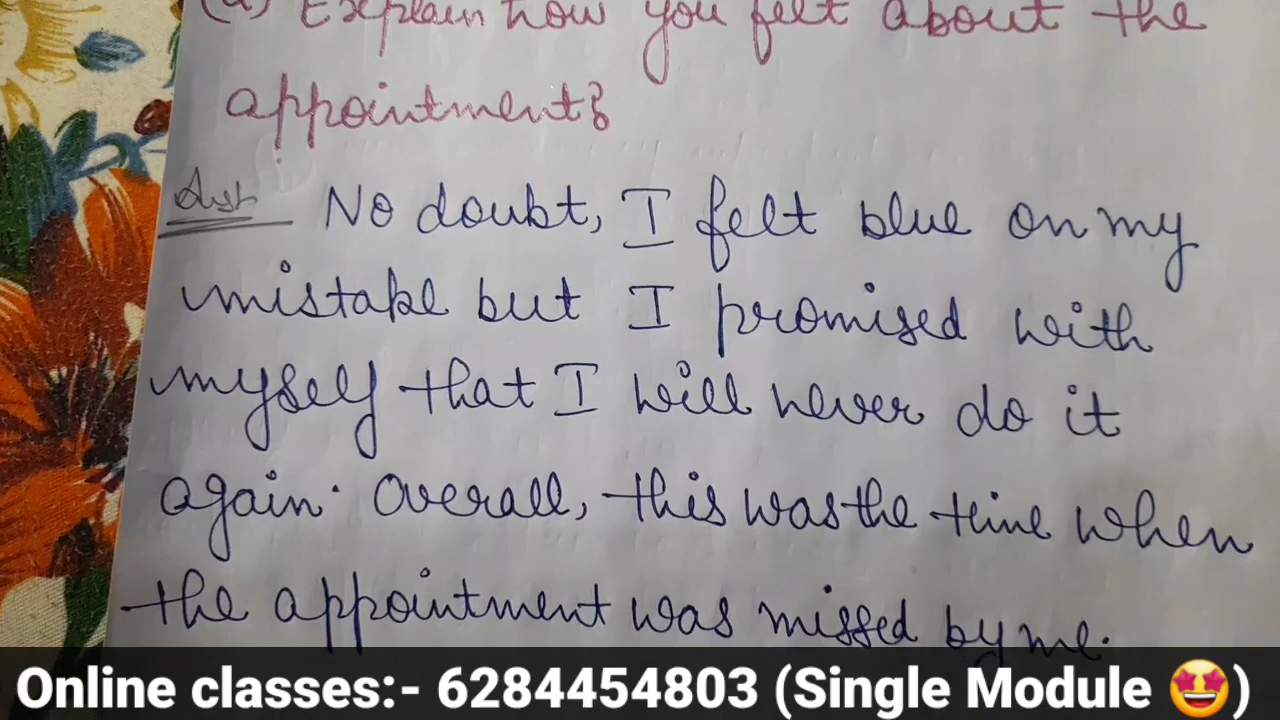 (d) Explain how you felt about the
appointment?
Ans No doubt, I felt blue on my
mistake but I promised with
myself that I will never do it
again. Overall, this was the time when
the appointment was missed by me.
Online classes:- 6284454803 (Single Module 🤩)